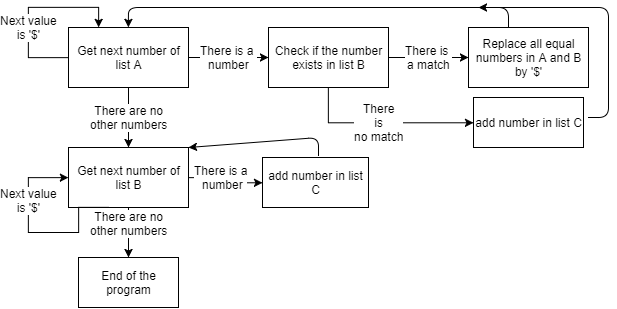 Next value
is '$'
Get next number of
list A
There is a
number
Check if the number
exists in list B
There is
a match
Replace all equal
numbers in A and B
by '$'
There are no
other numbers
There
is
no match
add number in list C
Next value
is '$'
Get next number of
list B
There is a
number
add number in list
C
There are no
other numbers
End of the
program